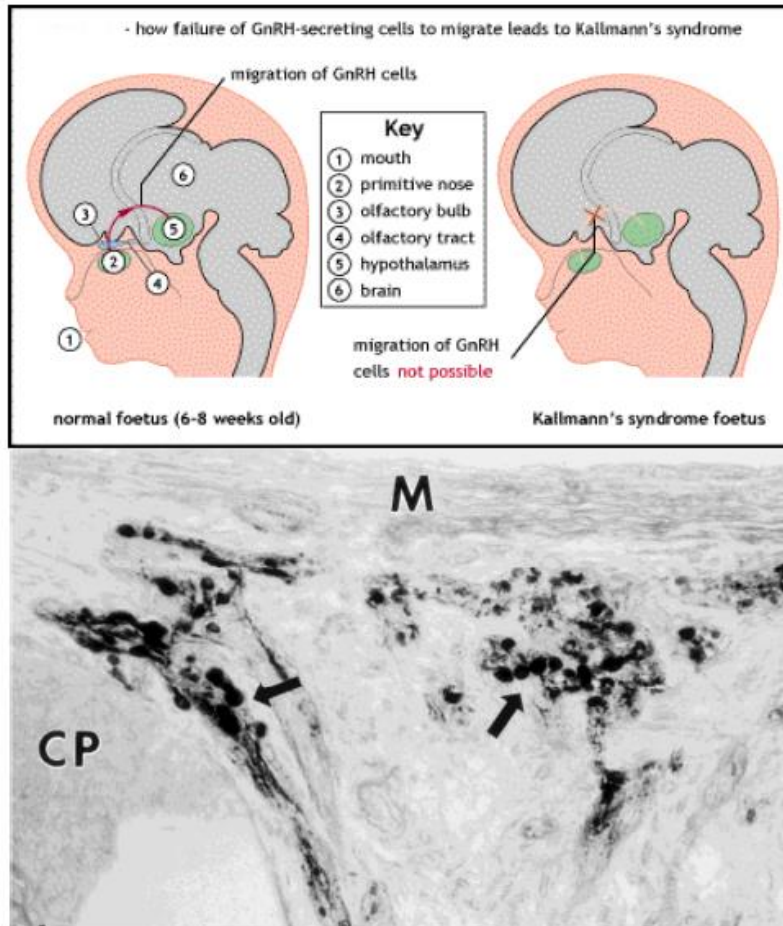 - how failure of GnRH-secreting cells to migrate leads to Kallmann's syndrome
migration of GnRH cells
Key
1 mouth
2 primitive nose
3 olfactory bulb
4 olfactory tract
5 hypothalamus
6 brain
6
3
5
2
4
1
migration of GnRH
cells not possible
normal foetus (6-8 weeks old)
Kallmann's syndrome foetus
M
CP